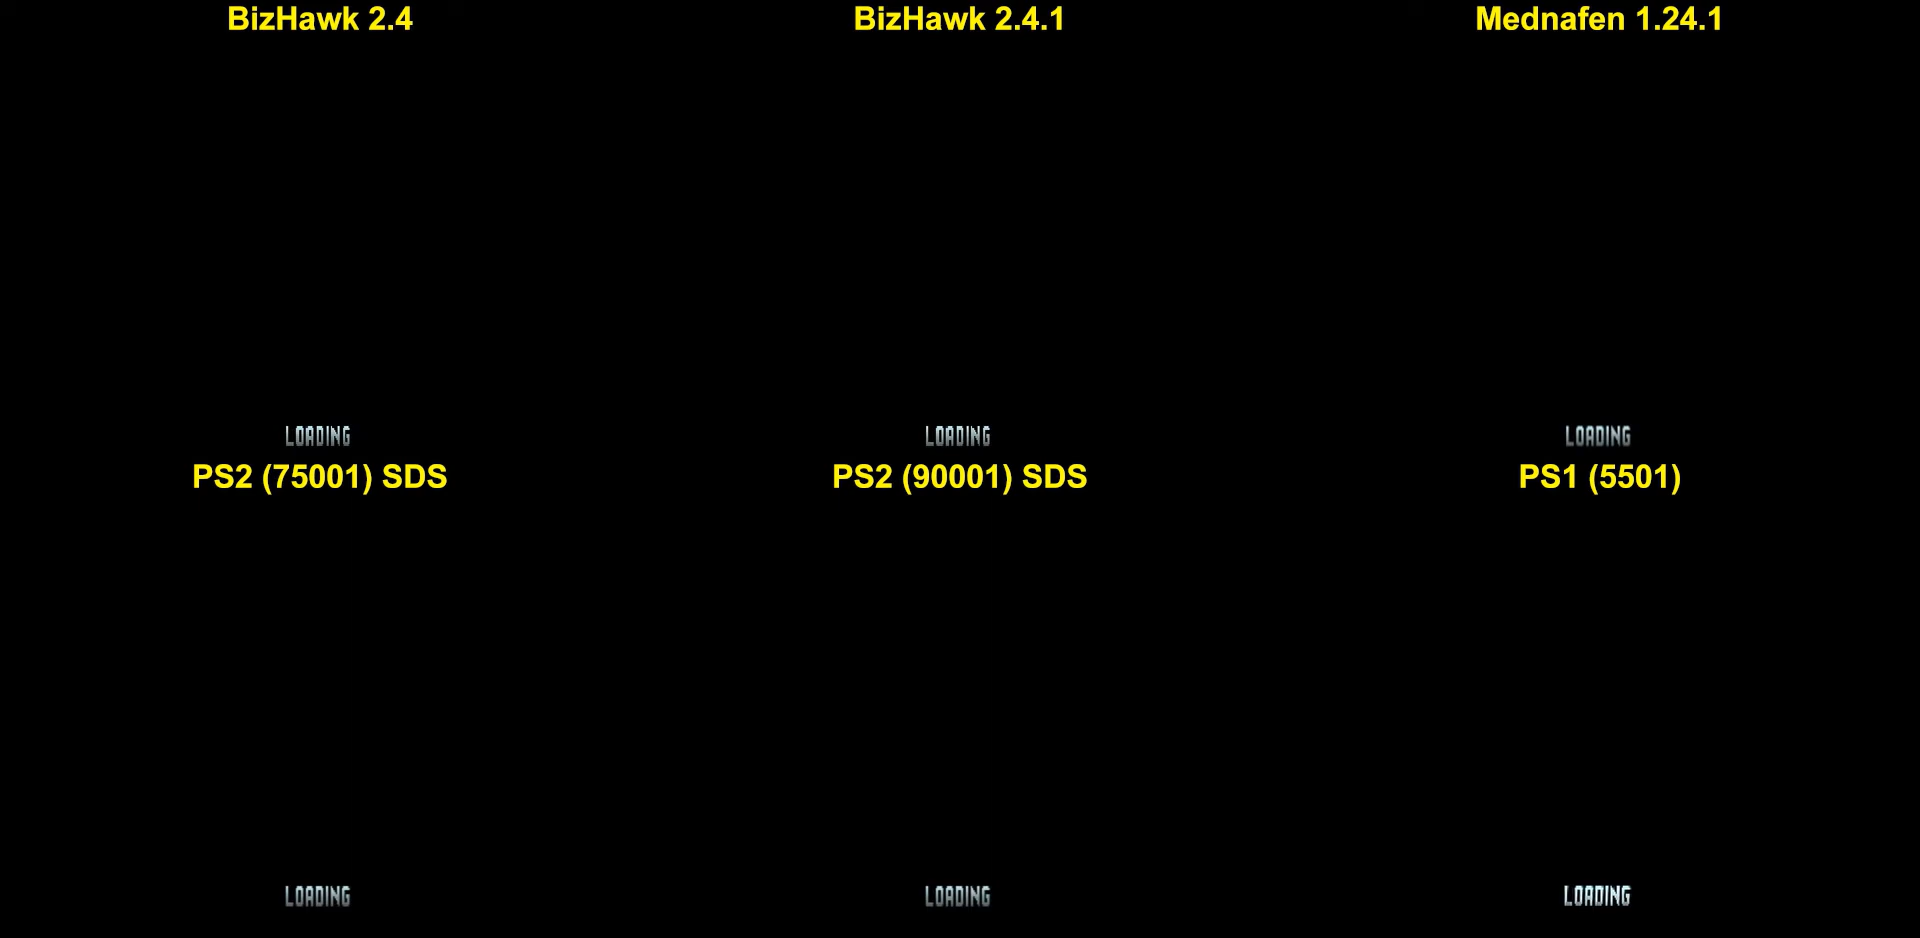 BizHawk 2.4
BizHawk 2.4.1
Mednafen 1.24.1
LOADING
LOADING
LOADING
PS2 (75001) SDS
PS2 (90001) SDS
PS1 (5501)
LOADING
LOADING
LOADING